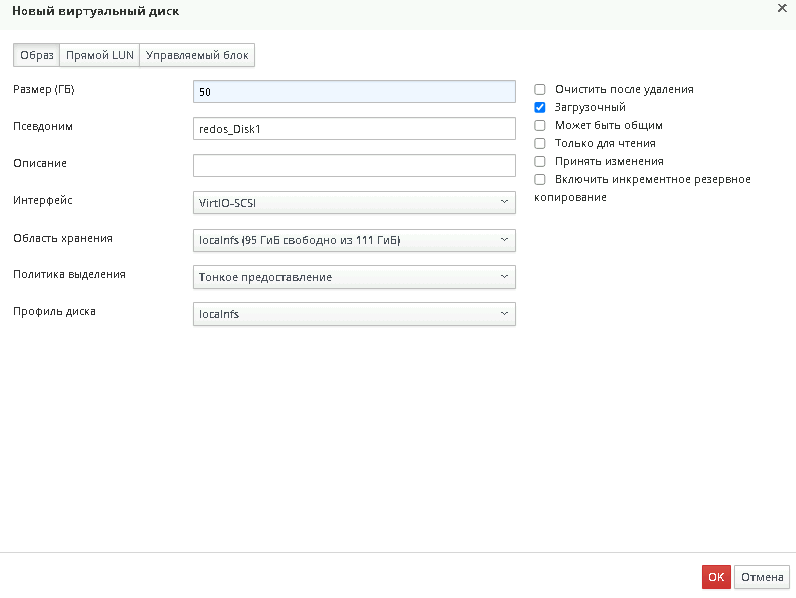 Новый виртуальный диск
Образ Прямой LUN Управляемый блок
Размер (ГБ) 50
Псевдоним redos_Disk1
Описание
Интерфейс VirtIO-SCSI
Область хранения localnfs (95 ГиБ свободно из 111 ГиБ)
Политика выделения Тонкое предоставление
Профиль диска localnfs
Очистить после удаления
Загрузочный
Может быть общим
Только для чтения
Принять изменения
Включить инкрементное резервное
копирование
OK Отмена